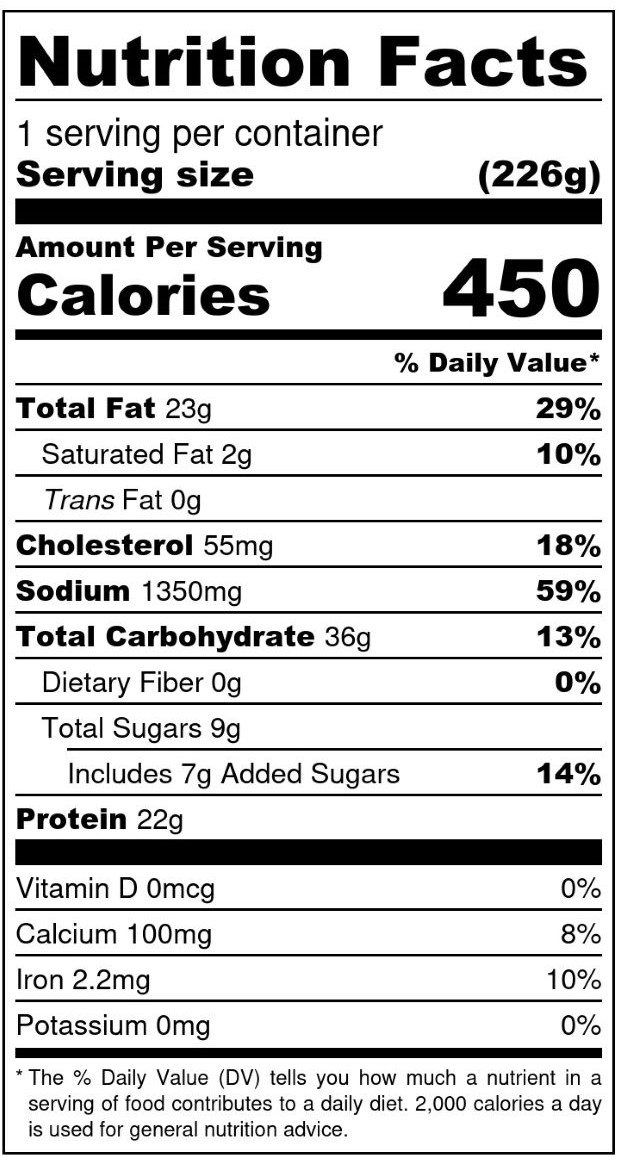 Nutrition Facts
1 serving per container
Serving size (226g)
Amount Per Serving
Calories 450
% Daily Value*
Total Fat 23g 29%
Saturated Fat 2g 10%
Trans Fat 0g
Cholesterol 55mg 18%
Sodium 1350mg 59%
Total Carbohydrate 36g 13%
Dietary Fiber 0g 0%
Total Sugars 9g
Includes 7g Added Sugars 14%
Protein 22g
Vitamin D 0mcg 0%
Calcium 100mg 8%
Iron 2.2mg 10%
Potassium 0mg 0%
* The % Daily Value (DV) tells you how much a nutrient in a
serving of food contributes to a daily diet. 2,000 calories a day
is used for general nutrition advice.